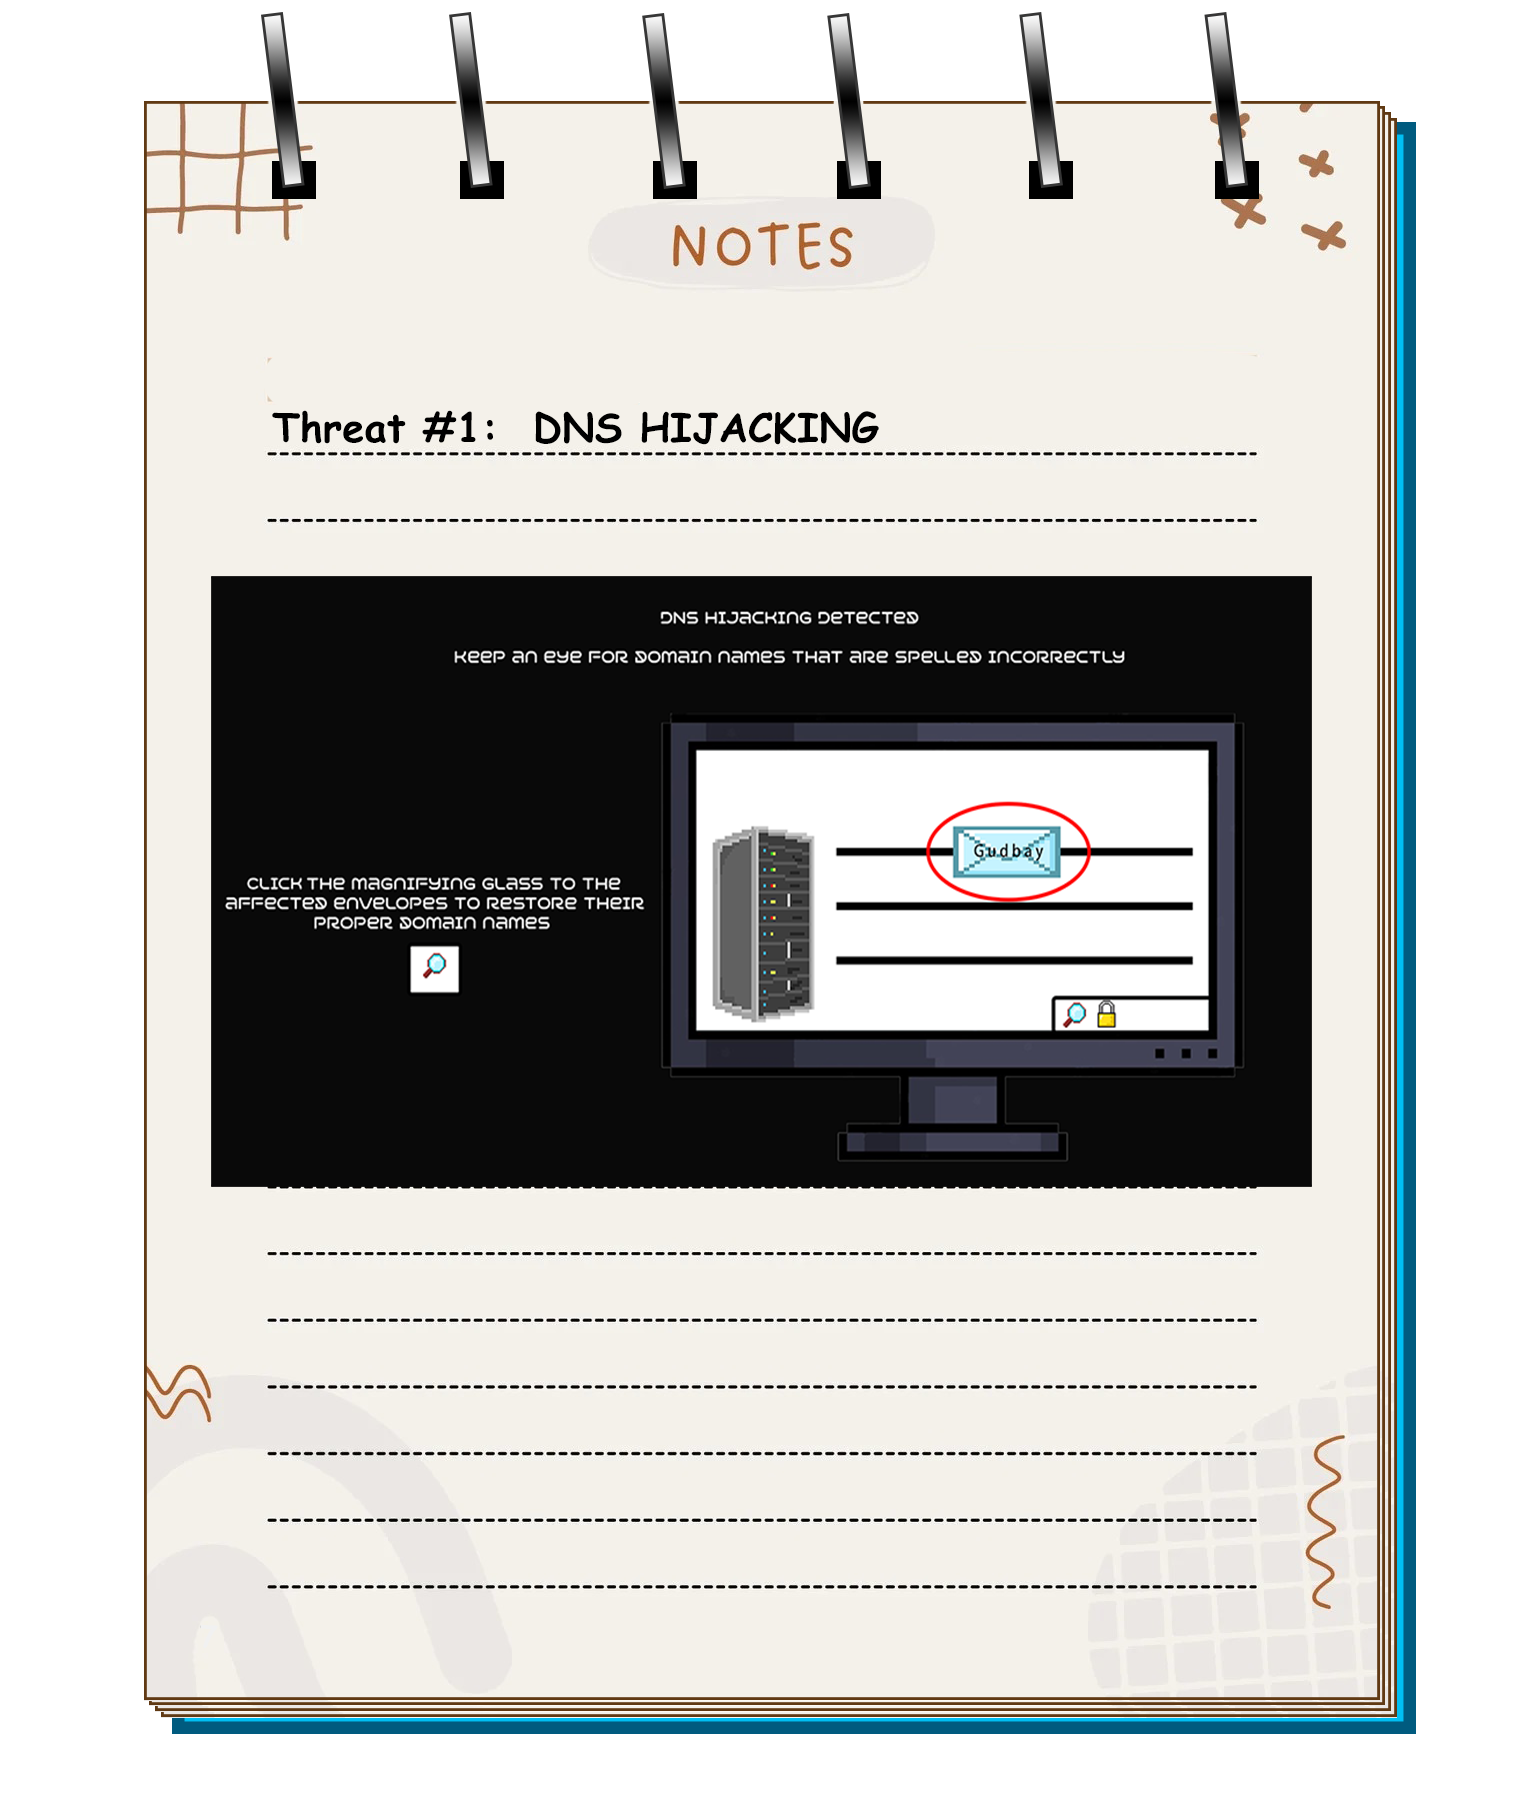 NOTES
Threat #1: DNS HIJACKING
DNS HIJACKING DETECTED
KEEP AN EYE FOR DOMAIN NAMES THAT ARE SPELLED INCORRECTLY
Gudbay
CLICK THE MAGNIFYING GLASS TO THE
AFFECTED ENVELOPES TO RESTORE THEIR
PROPER DOMAIN NAMES